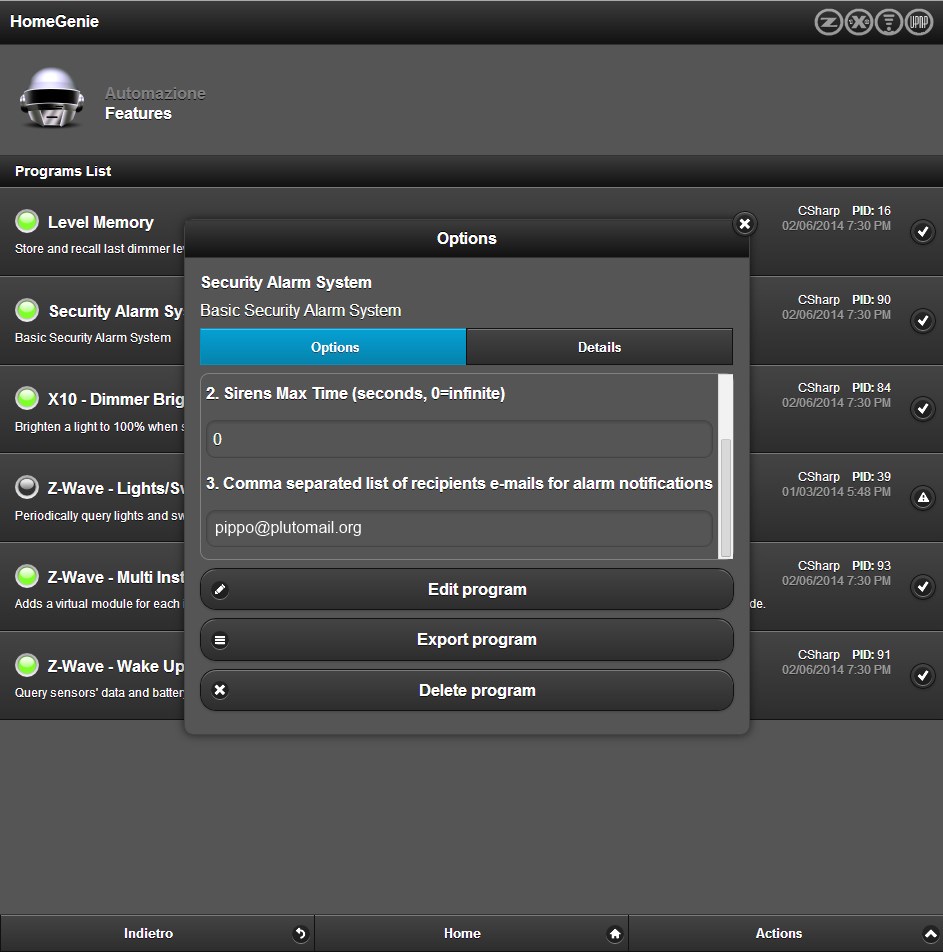 HomeGenie
Automazione
Features
Programs List
Level Memory
Store and recall last dimmer le
CSharp PID: 16
02/06/2014 7:30 PM
Security Alarm Sy
Basic Security Alarm System
CSharp PID: 90
02/06/2014 7:30 PM
X10 - Dimmer Brig
Brighten a light to 100% when s
CSharp PID: 84
02/06/2014 7:30 PM
Z-Wave - Lights/Sw
Periodically query lights and sw
CSharp PID: 39
01/03/2014 5:48 PM
Z-Wave - Multi Inst
Adds a virtual module for each
de.
CSharp PID: 93
02/06/2014 7:30 PM
Z-Wave - Wake Up
Query sensors' data and batter
CSharp PID: 91
02/06/2014 7:30 PM
Options
Security Alarm System
Basic Security Alarm System
Options Details
2. Sirens Max Time (seconds, 0=infinite)
0
3. Comma separated list of recipients e-mails for alarm notifications
pippo@plutomail.org
Edit program
Export program
Delete program
Indietro Home Actions